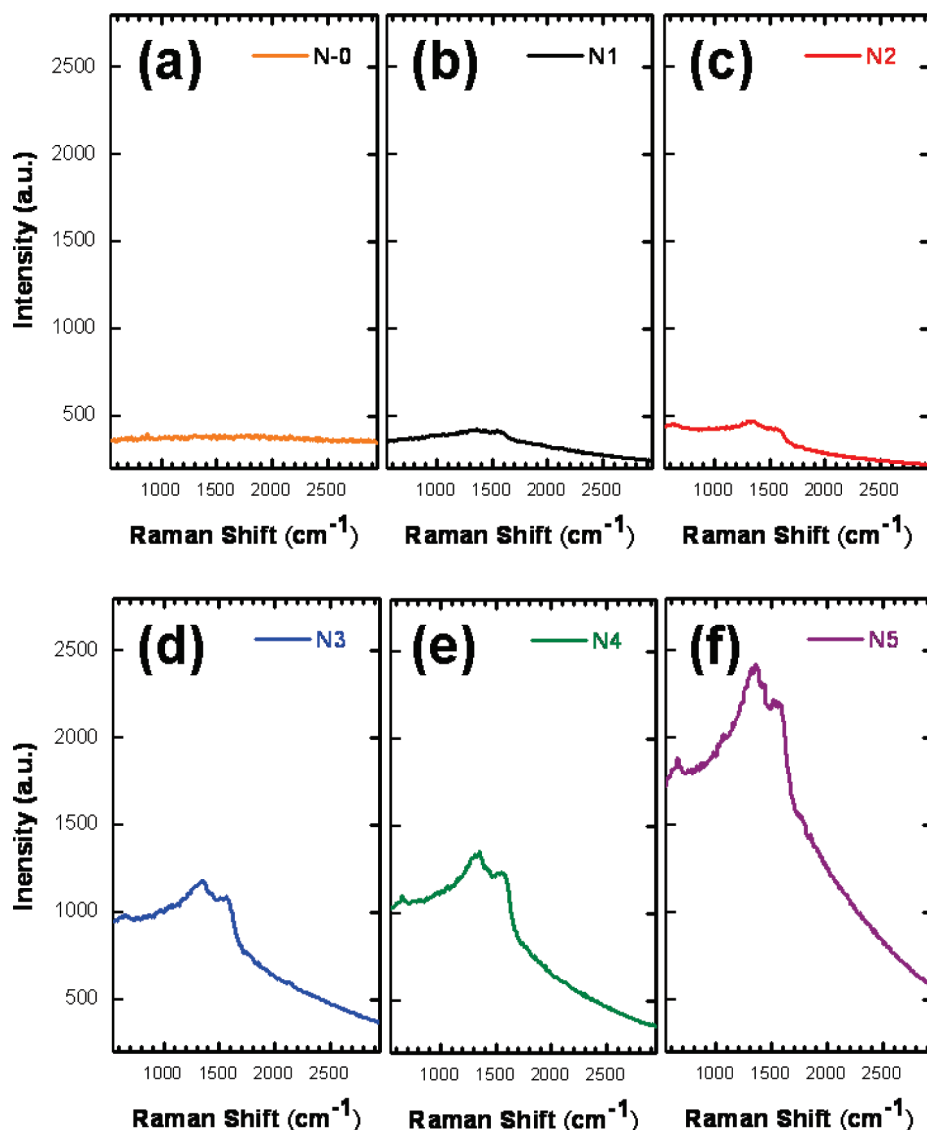 (a) N-0 (b) N1 (c) N2
2500
2000
1500
1000
500
Intensity (a.u.)
1000 1500 2000 2500 1000 1500 2000 2500 1000 1500 2000 2500
Raman Shift (cm⁻¹) Raman Shift (cm⁻¹) Raman Shift (cm⁻¹)
(d) N3 (e) N4 (f) N5
2500
2000
1500
1000
500
Inensity (a.u.)
1000 1500 2000 2500 1000 1500 2000 2500 1000 1500 2000 2500
Raman Shift (cm⁻¹) Raman Shift (cm⁻¹) Raman Shift (cm⁻¹)